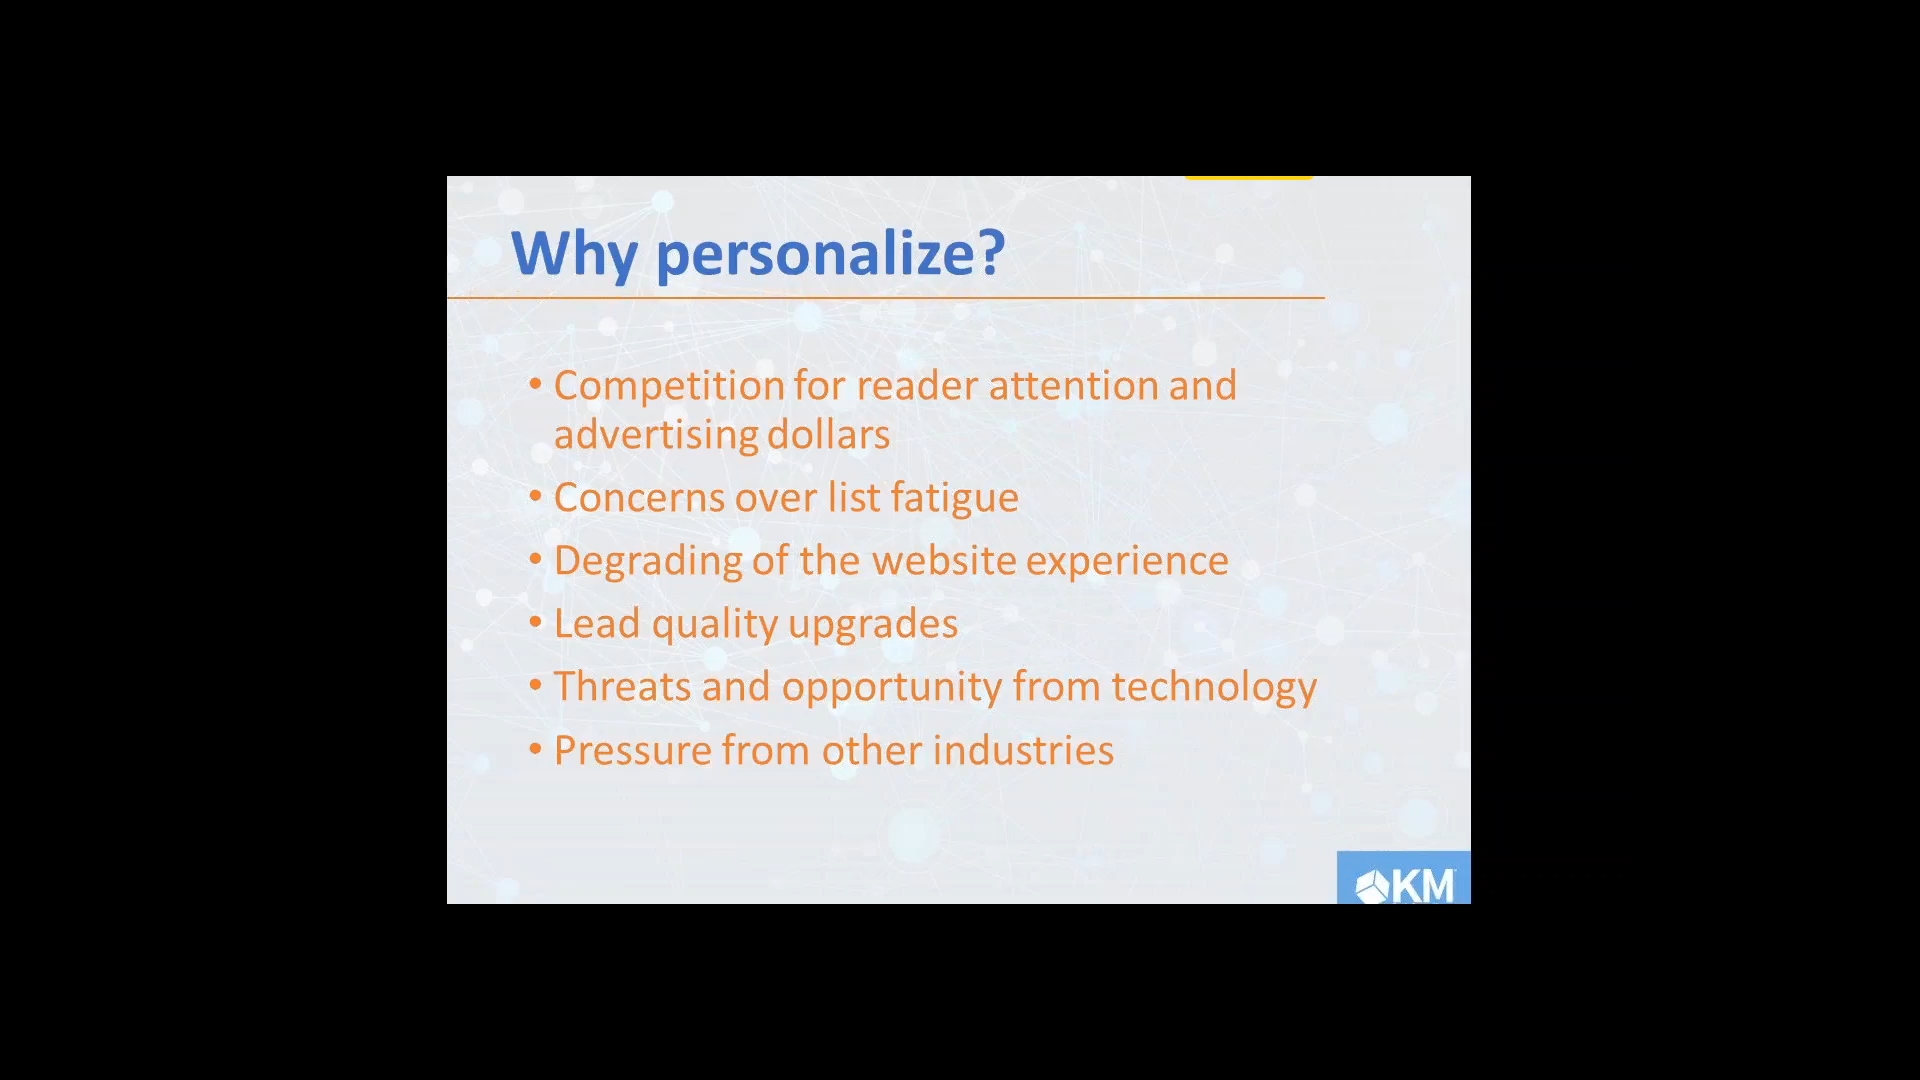 Why personalize?
• Competition for reader attention and
advertising dollars
• Concerns over list fatigue
• Degrading of the website experience
• Lead quality upgrades
• Threats and opportunity from technology
• Pressure from other industries
KM